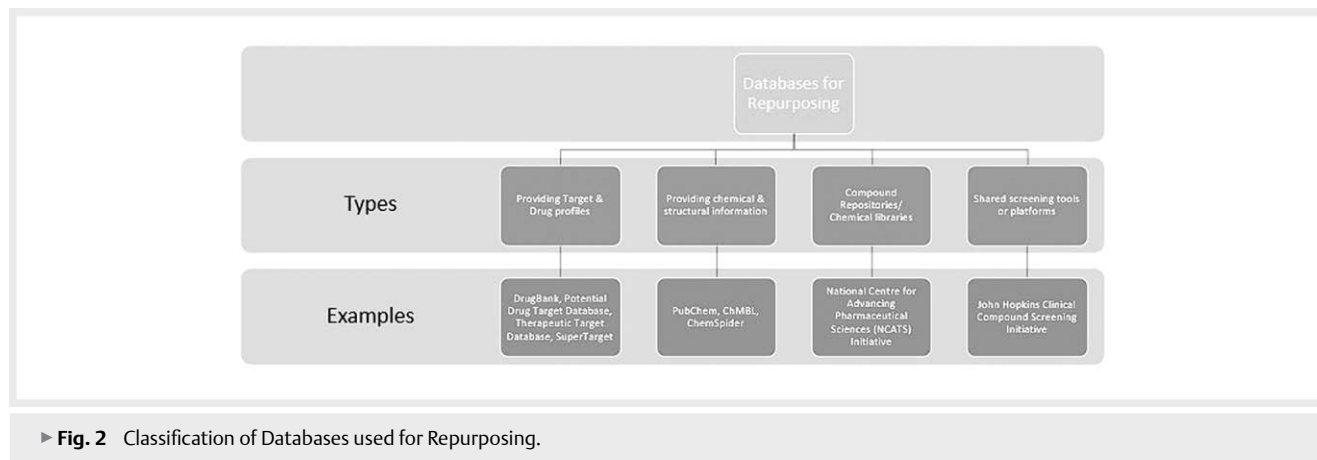 Databases for
Repurposing
Types
Providing Target &
Drug profiles
Providing chemical &
structural information
Compound
Repositories/
Chemical libraries
Shared screening tools
or platforms
Examples
DrugBank, Potential
Drug Target Database,
Therapeutic Target
Database, SuperTarget
PubChem, ChMBL,
ChemSpider
National Centre for
Advancing
Pharmaceutical
Sciences (NCATS)
Initiative
John Hopkins Clinical
Compound Screening
Initiative
▶ Fig. 2 Classification of Databases used for Repurposing.